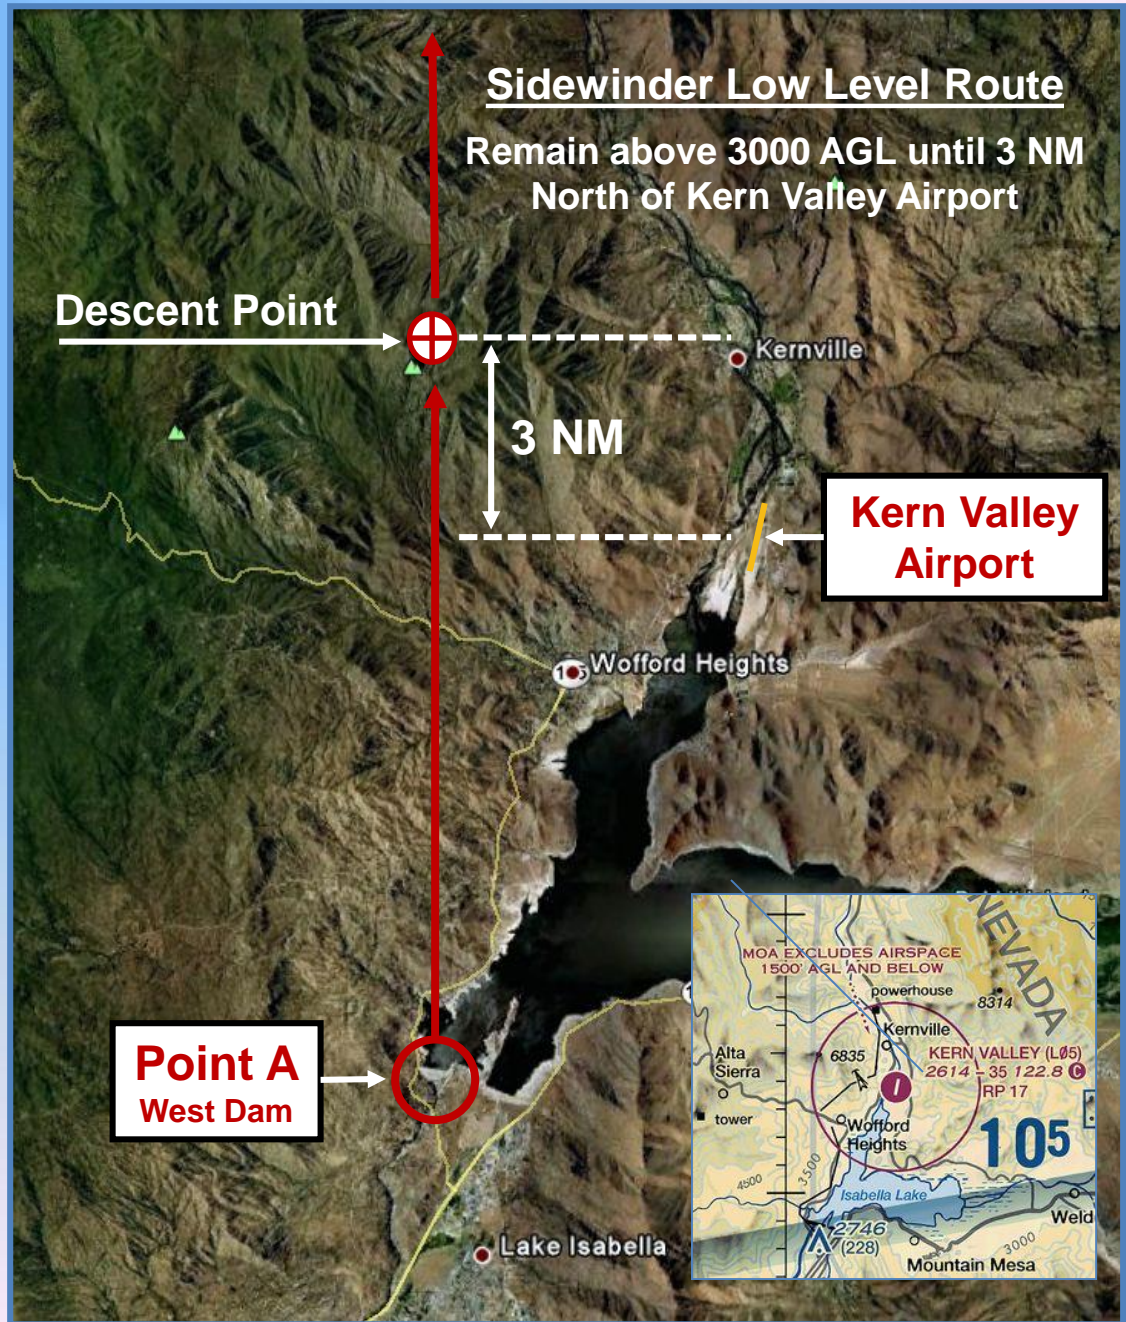 Sidewinder Low Level Route
Remain above 3000 AGL until 3 NM
North of Kern Valley Airport
Descent Point
Kernville
3 NM
Kern Valley
Airport
Wofford Heights
Point A
West Dam
Lake Isabella
NEVADA
MOA EXCLUDES AIRSPACE
1500' AGL AND BELOW
powerhouse
8314
Kernville
Alta
Sierra
6835
KERN VALLEY (LØ5)
2614 - 35 122.8 C
RP 17
tower
Wofford
Heights
105
3500
4500
Isabella Lake
2746
(228)
Weld
3000
Mountain Mesa